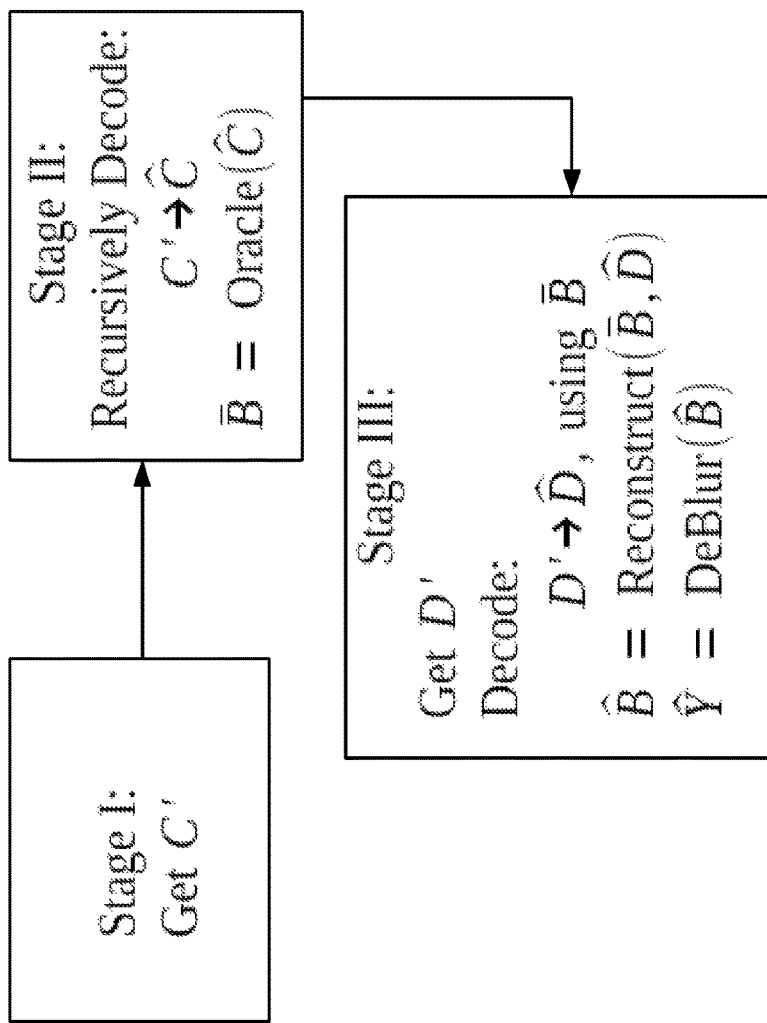 Stage I:
Get C'
Stage II:
Recursively Decode:
C' → Ĉ
B̄ = Oracle(Ĉ)
Stage III:
Get D'
Decode:
D' → D̂, using B̄
B̂ = Reconstruct(B̄, D̂)
Ŷ = DeBlur(B̂)